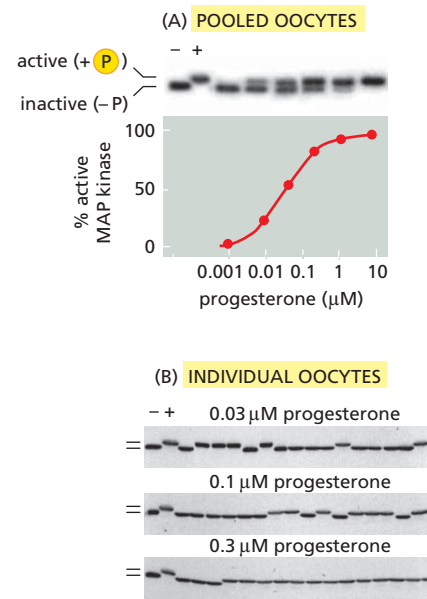 (A) POOLED OOCYTES
– +
active (+ P )
inactive (– P)
100
50
0
% active
MAP kinase
0.001 0.01 0.1 1 10
progesterone (μM)
(B) INDIVIDUAL OOCYTES
– + 0.03 μM progesterone
0.1 μM progesterone
0.3 μM progesterone